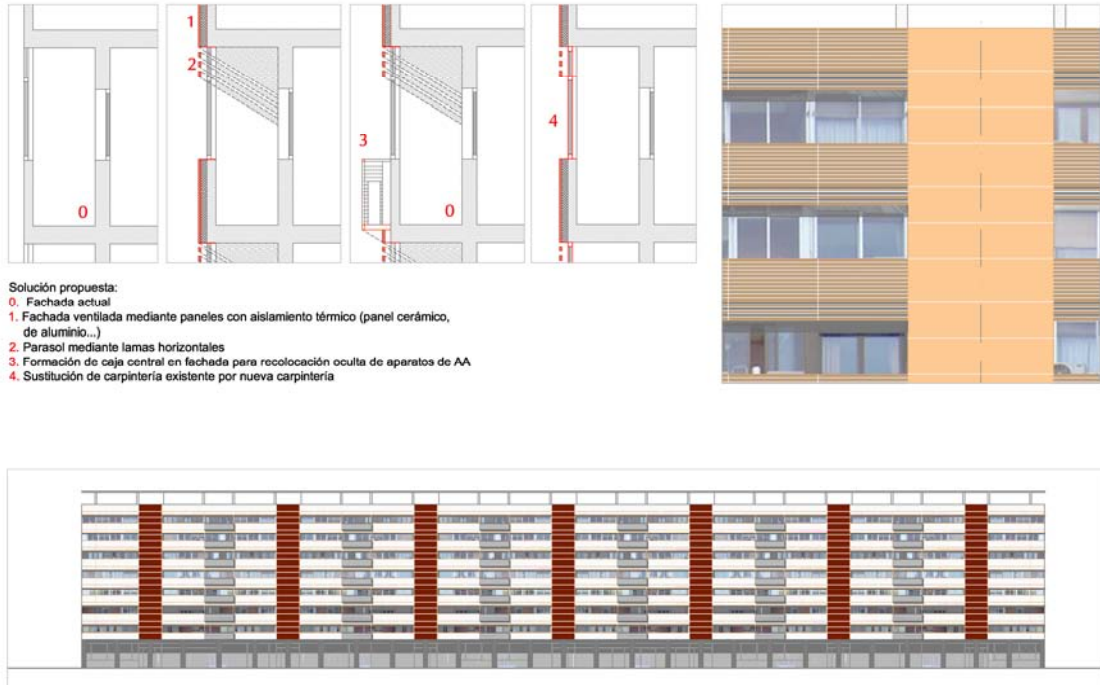 1
2
3
4
0
0
Solución propuesta:
0. Fachada actual
1. Fachada ventilada mediante paneles con aislamiento térmico (panel cerámico,
de aluminio...)
2. Parasol mediante lamas horizontales
3. Formación de caja central en fachada para recolocación oculta de aparatos de AA
4. Sustitución de carpintería existente por nueva carpintería